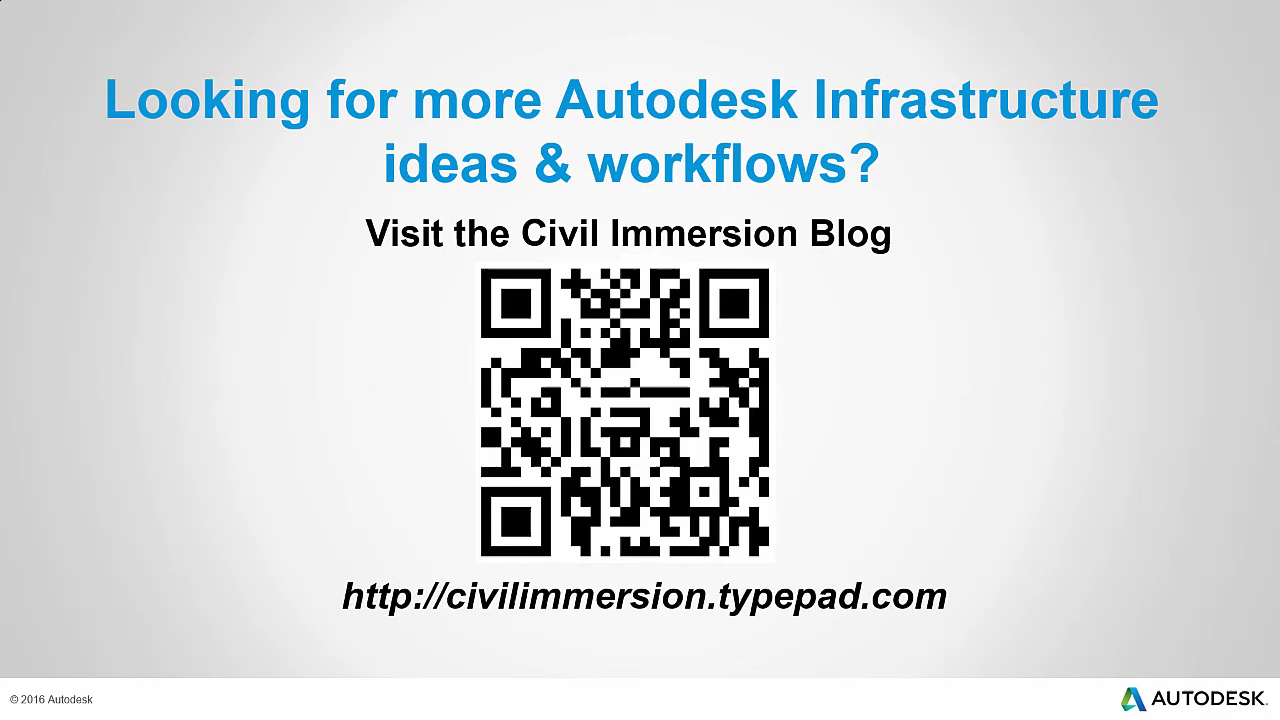 Looking for more Autodesk Infrastructure
ideas & workflows?
Visit the Civil Immersion Blog
http://civilimmersion.typepad.com
© 2016 Autodesk
AUTODESK.